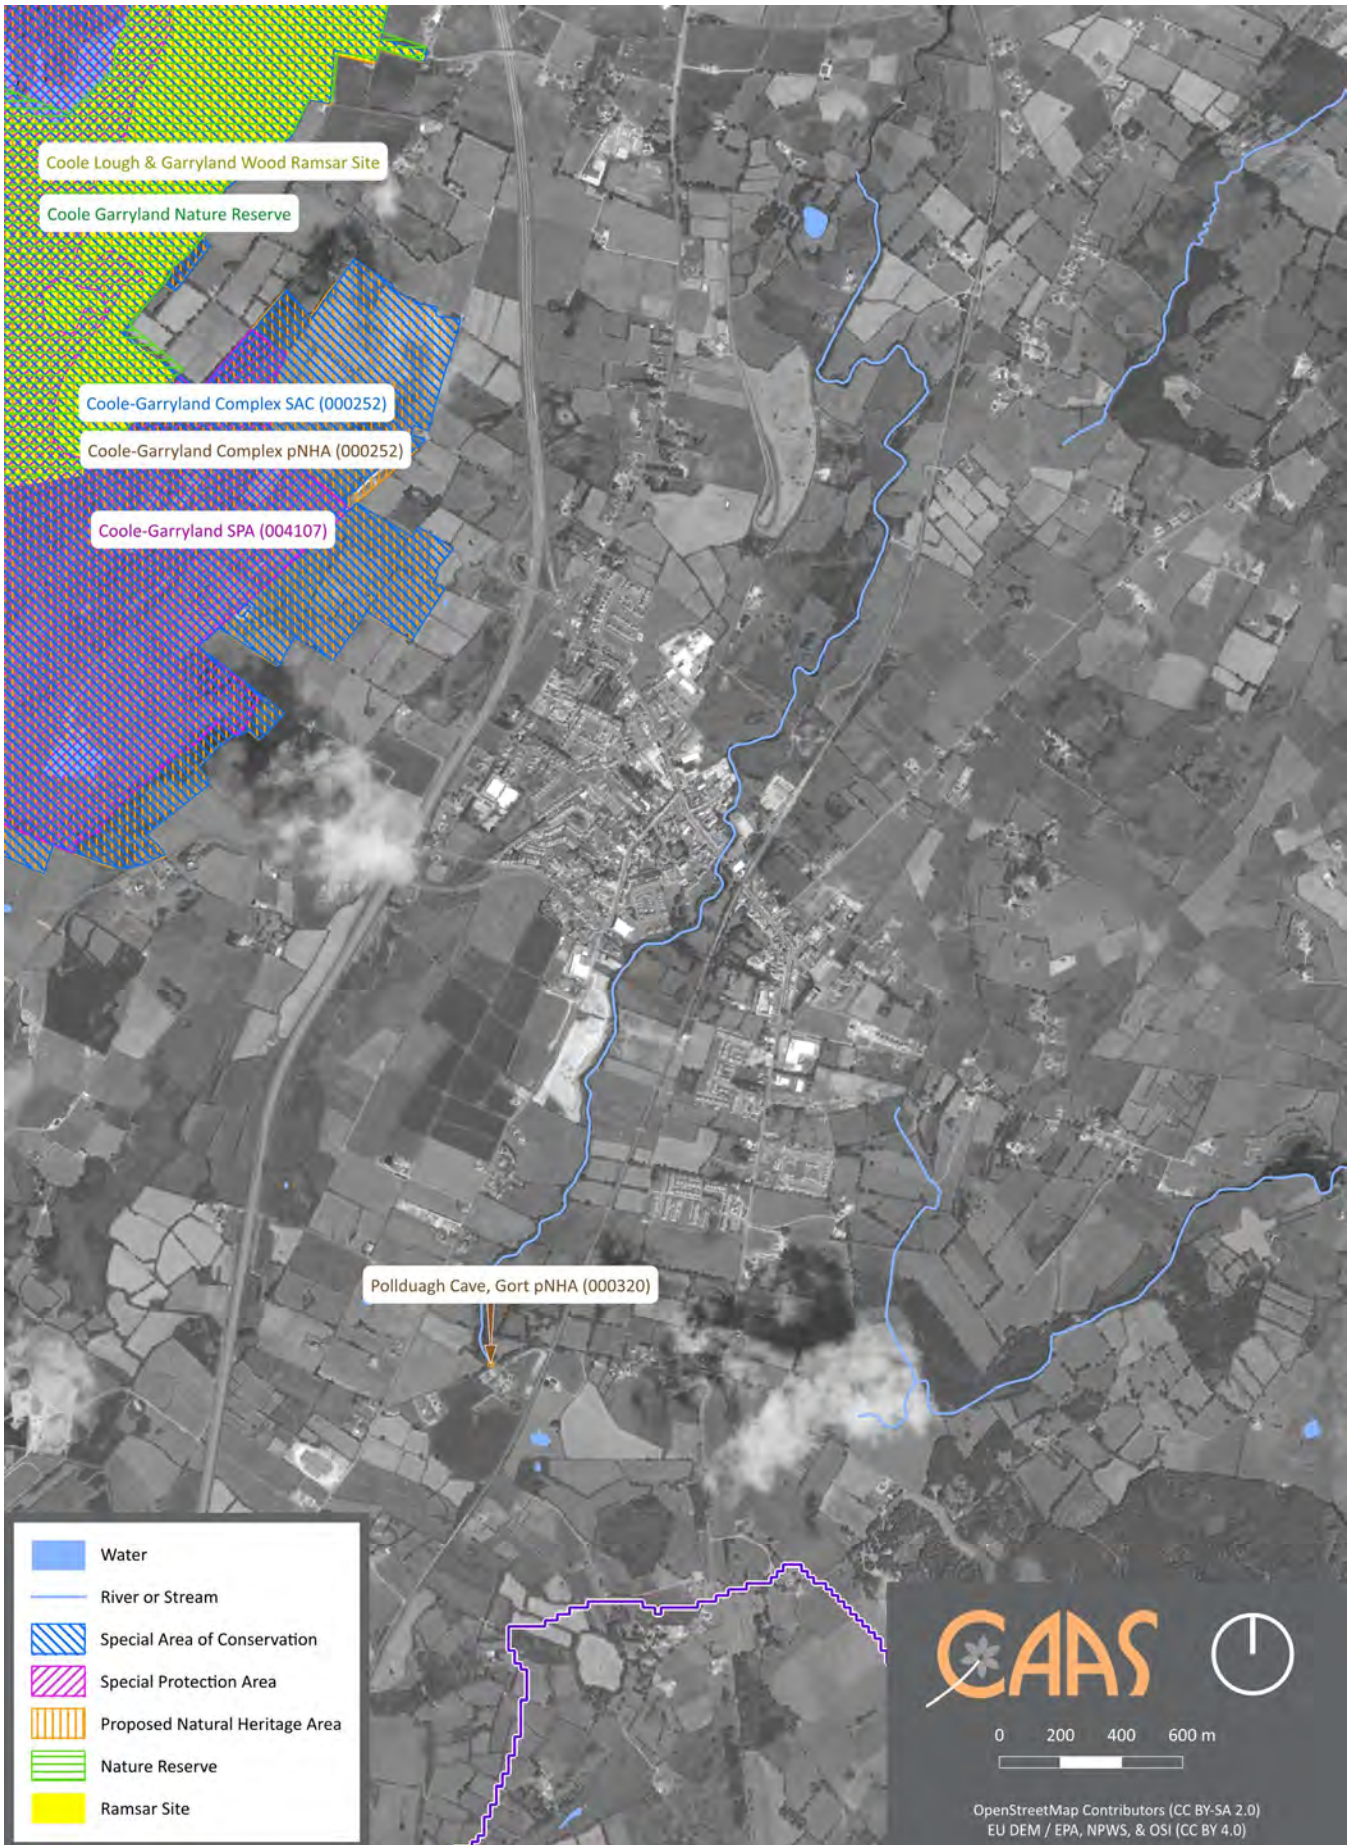 Coole Lough & Garryland Wood Ramsar Site
Coole Garryland Nature Reserve
Coole-Garryland Complex SAC (000252)
Coole-Garryland Complex pNHA (000252)
Coole-Garryland SPA (004107)
Pollduagh Cave, Gort pNHA (000320)
Water
River or Stream
Special Area of Conservation
Special Protection Area
Proposed Natural Heritage Area
Nature Reserve
Ramsar Site
CAAS
0 200 400 600 m
OpenStreetMap Contributors (CC BY-SA 2.0)
EU DEM / EPA, NPWS, & OSI (CC BY 4.0)